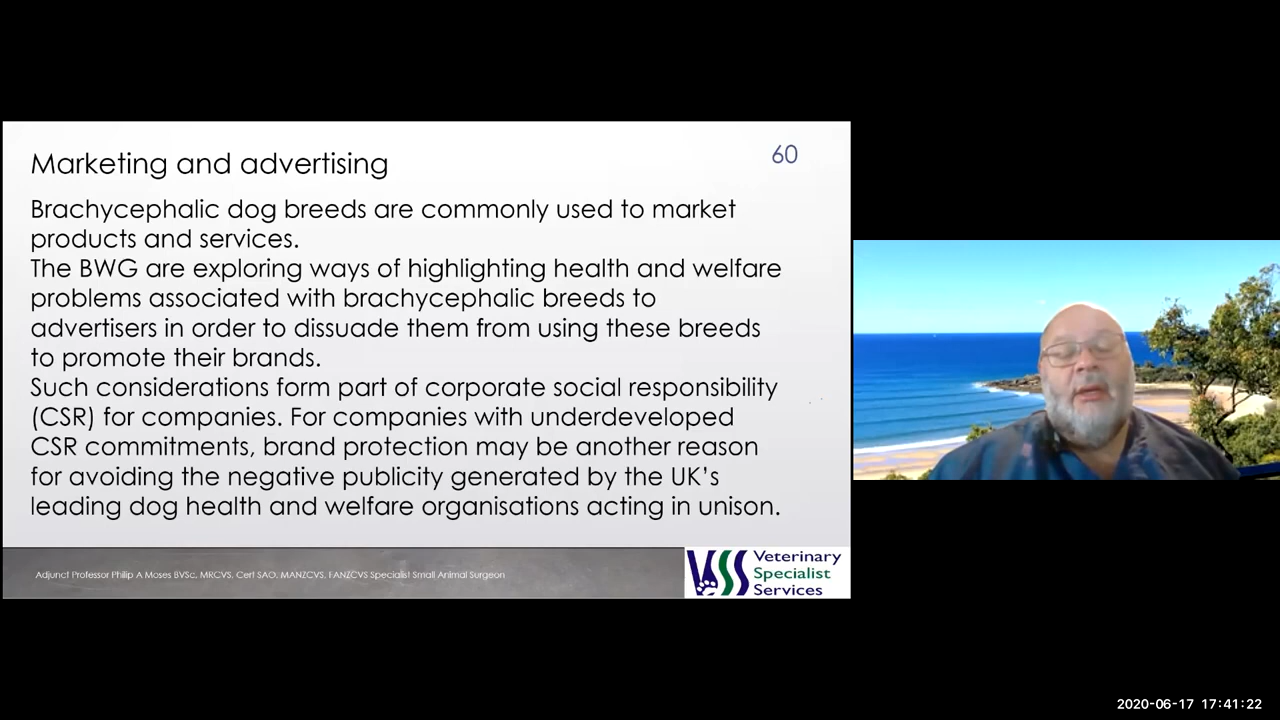 Marketing and advertising
60
Brachycephalic dog breeds are commonly used to market
products and services.
The BWG are exploring ways of highlighting health and welfare
problems associated with brachycephalic breeds to
advertisers in order to dissuade them from using these breeds
to promote their brands.
Such considerations form part of corporate social responsibility
(CSR) for companies. For companies with underdeveloped
CSR commitments, brand protection may be another reason
for avoiding the negative publicity generated by the UK’s
leading dog health and welfare organisations acting in unison.
Adjunct Professor Philip A Moses BVSc, MRCVS, Cert SAO, MANZCVS, FANZCVS Specialist Small Animal Surgeon
VSS
Veterinary
Specialist
Services
2020-06-17 17:41:22